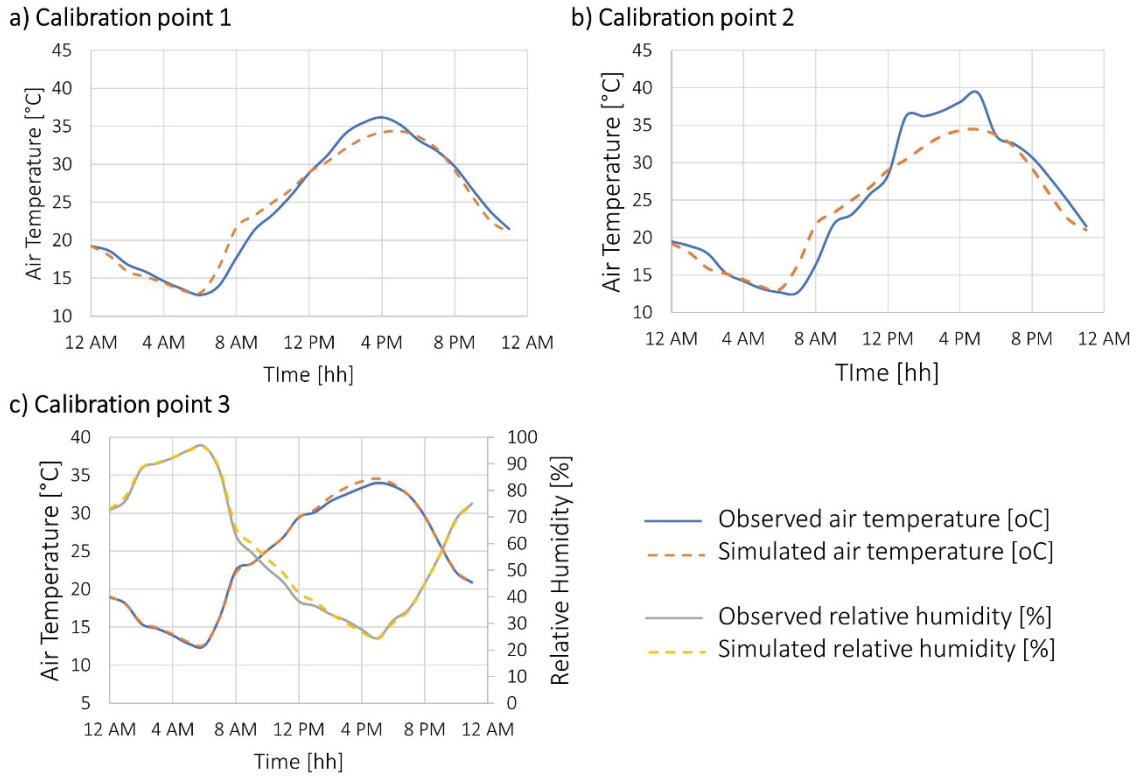 a) Calibration point 1
45
40
35
30
25
20
15
10
Air Temperature [°C]
12 AM 4 AM 8 AM 12 PM 4 PM 8 PM 12 AM
TIme [hh]
b) Calibration point 2
45
40
35
30
25
20
15
10
Air Temperature [°C]
12 AM 4 AM 8 AM 12 PM 4 PM 8 PM 12 AM
TIme [hh]
c) Calibration point 3
40
35
30
25
20
15
10
5
Air Temperature [°C]
100
90
80
70
60
50
40
30
20
10
0
Relative Humidity [%]
12 AM 4 AM 8 AM 12 PM 4 PM 8 PM 12 AM
Time [hh]
Observed air temperature [oC]
Simulated air temperature [oC]
Observed relative humidity [%]
Simulated relative humidity [%]